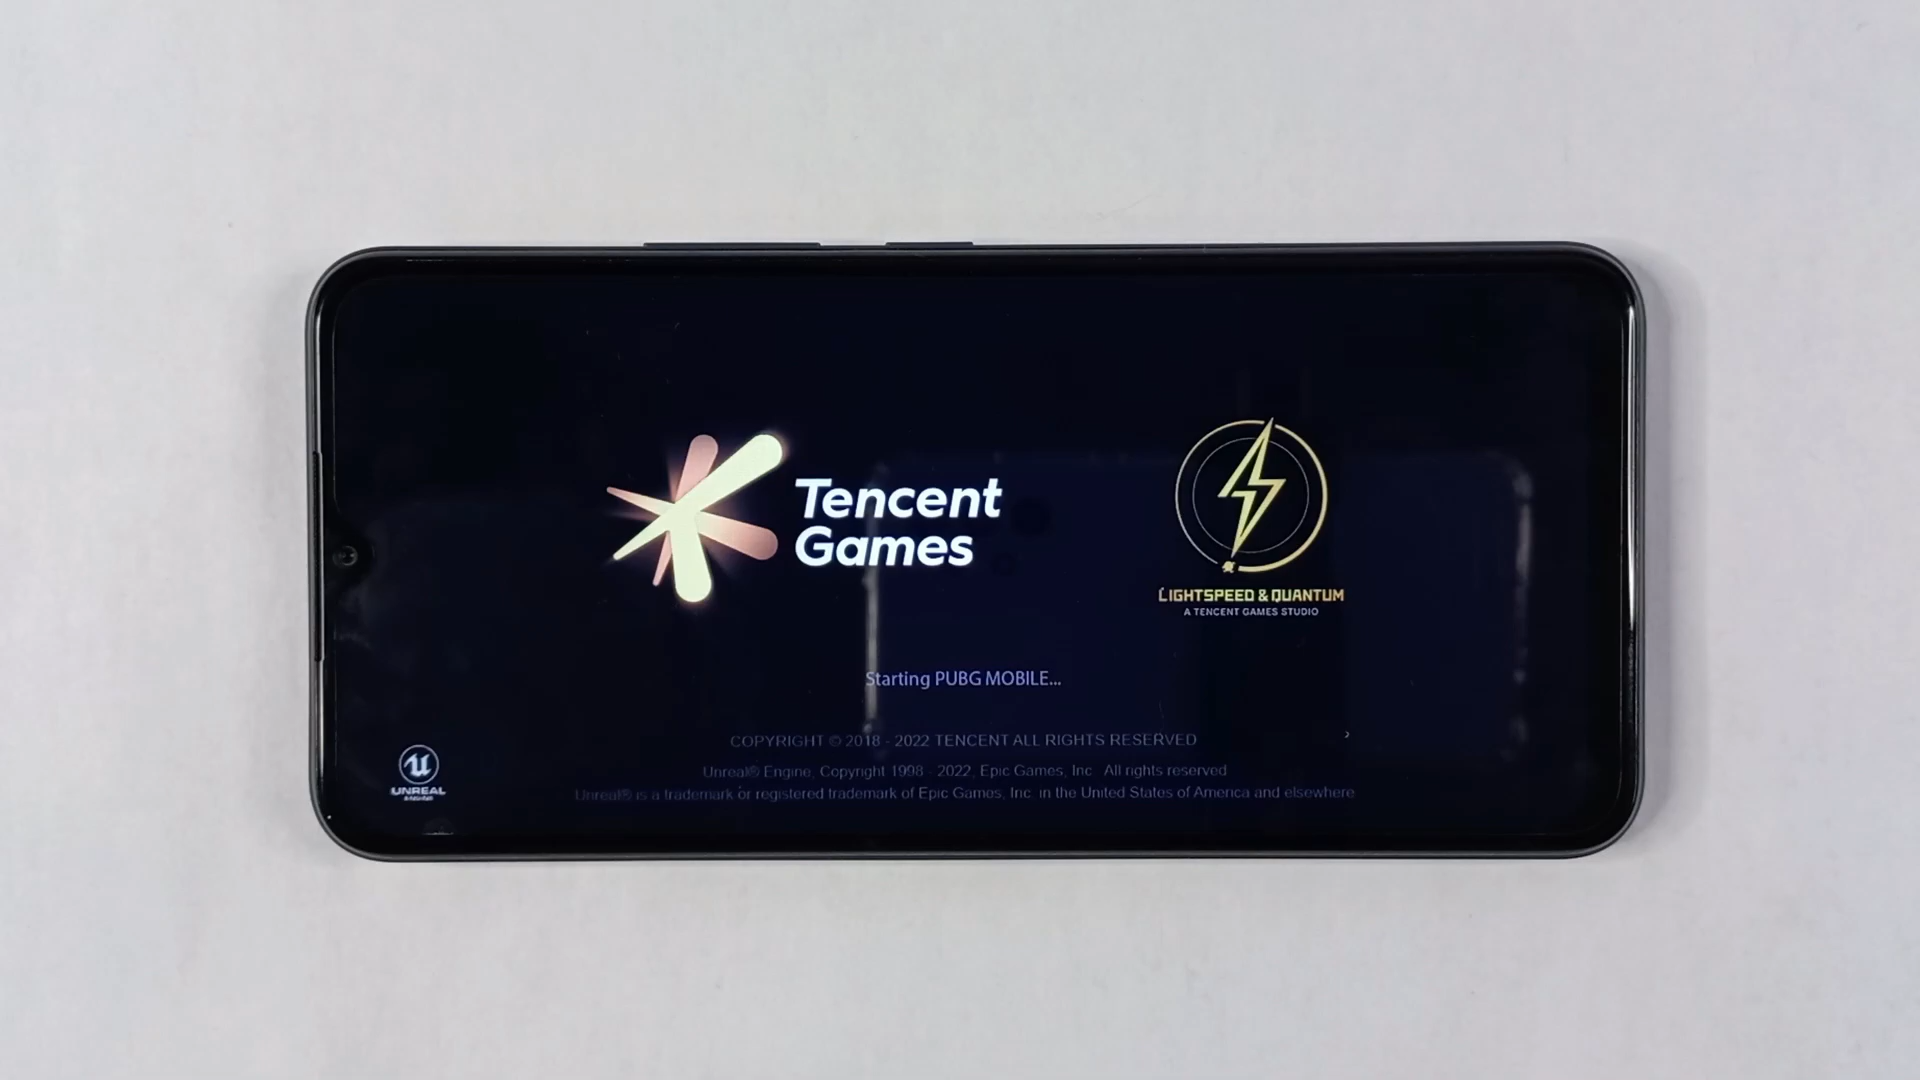 Tencent
Games
LIGHTSPEED & QUANTUM
A TENCENT GAMES STUDIO
Starting PUBG MOBILE...
COPYRIGHT © 2018 - 2022 TENCENT ALL RIGHTS RESERVED
Unreal® Engine, Copyright 1998 - 2022, Epic Games, Inc. All rights reserved
Unreal® is a trademark or registered trademark of Epic Games, Inc. in the United States of America and elsewhere
UNREAL
ENGINE